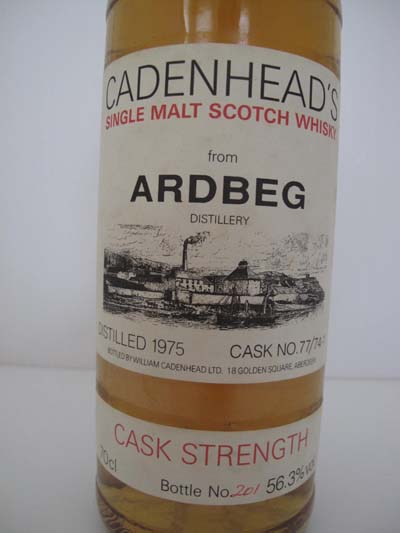 CADENHEAD'S
SINGLE MALT SCOTCH WHISKY
from
ARDBEG
DISTILLERY
DISTILLED 1975 CASK NO.77/74
BOTTLED BY WILLIAM CADENHEAD LTD. 18 GOLDEN SQUARE, ABERDEEN
CASK STRENGTH
70cl
Bottle No. 201 56.3% vol